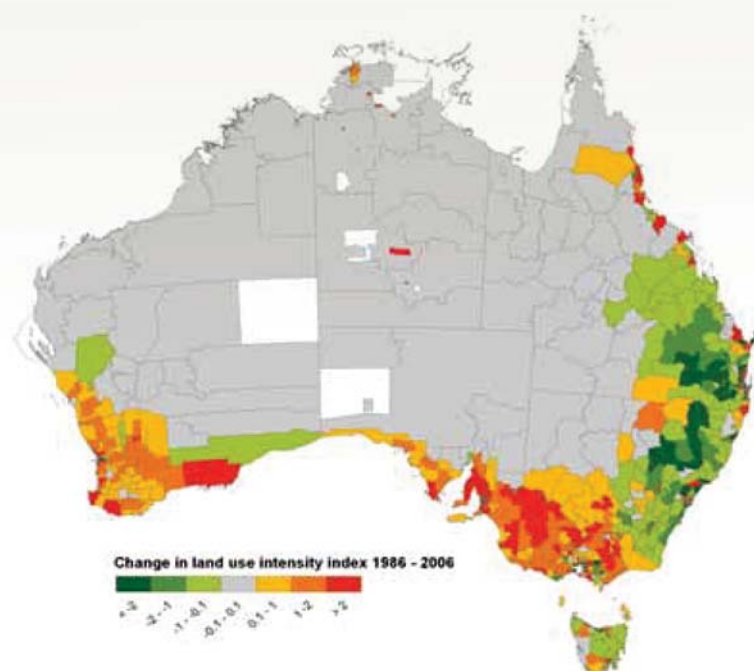 Change in land use intensity index 1986 - 2006
< -2
-2 - -1
-1 - -0.1
-0.1 - 0.1
0.1 - 1
1 - 2
> 2